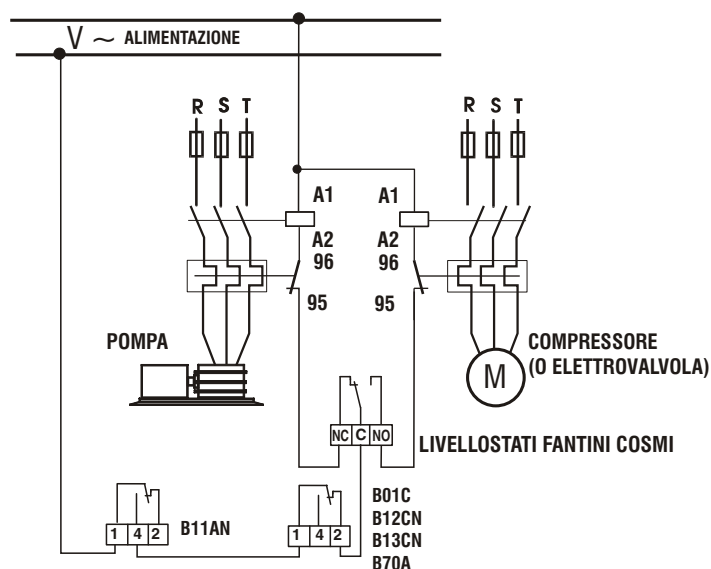 V ~ ALIMENTAZIONE
R S T
R S T
A1
A1
A2
A2
96
96
95
95
POMPA
COMPRESSORE
(O ELETTROVALVOLA)
M
NC C NO
LIVELLOSTATI FANTINI COSMI
B01C
B12CN
B13CN
B70A
1 4 2
B11AN
1 4 2